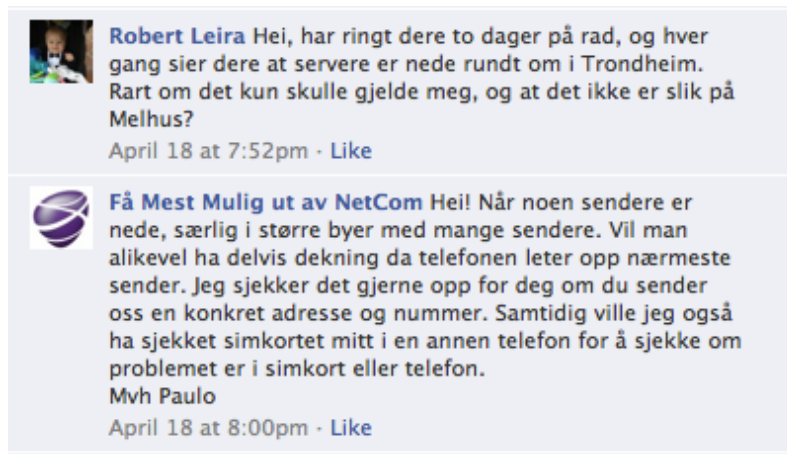 Robert Leira Hei, har ringt dere to dager på rad, og hver
gang sier dere at servere er nede rundt om i Trondheim.
Rart om det kun skulle gjelde meg, og at det ikke er slik på
Melhus?
April 18 at 7:52pm · Like
Få Mest Mulig ut av NetCom Hei! Når noen sendere er
nede, særlig i større byer med mange sendere. Vil man
alikevel ha delvis dekning da telefonen leter opp nærmeste
sender. Jeg sjekker det gjerne opp for deg om du sender
oss en konkret adresse og nummer. Samtidig ville jeg også
ha sjekket simkortet mitt i en annen telefon for å sjekke om
problemet er i simkort eller telefon.
Mvh Paulo
April 18 at 8:00pm · Like